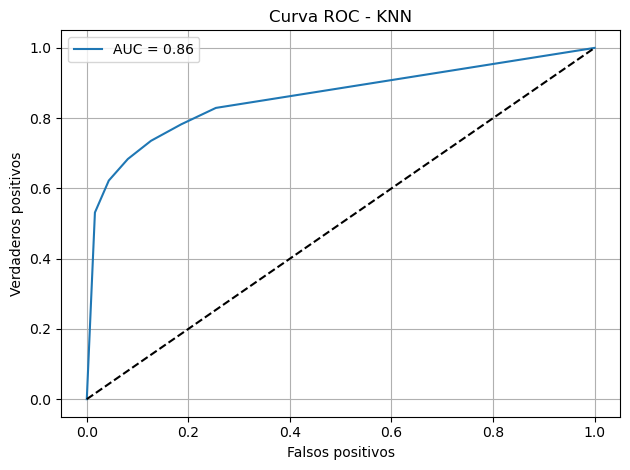 Curva ROC - KNN
AUC = 0.86
Verdaderos positivos
1.0
0.8
0.6
0.4
0.2
0.0
0.0 0.2 0.4 0.6 0.8 1.0
Falsos positivos